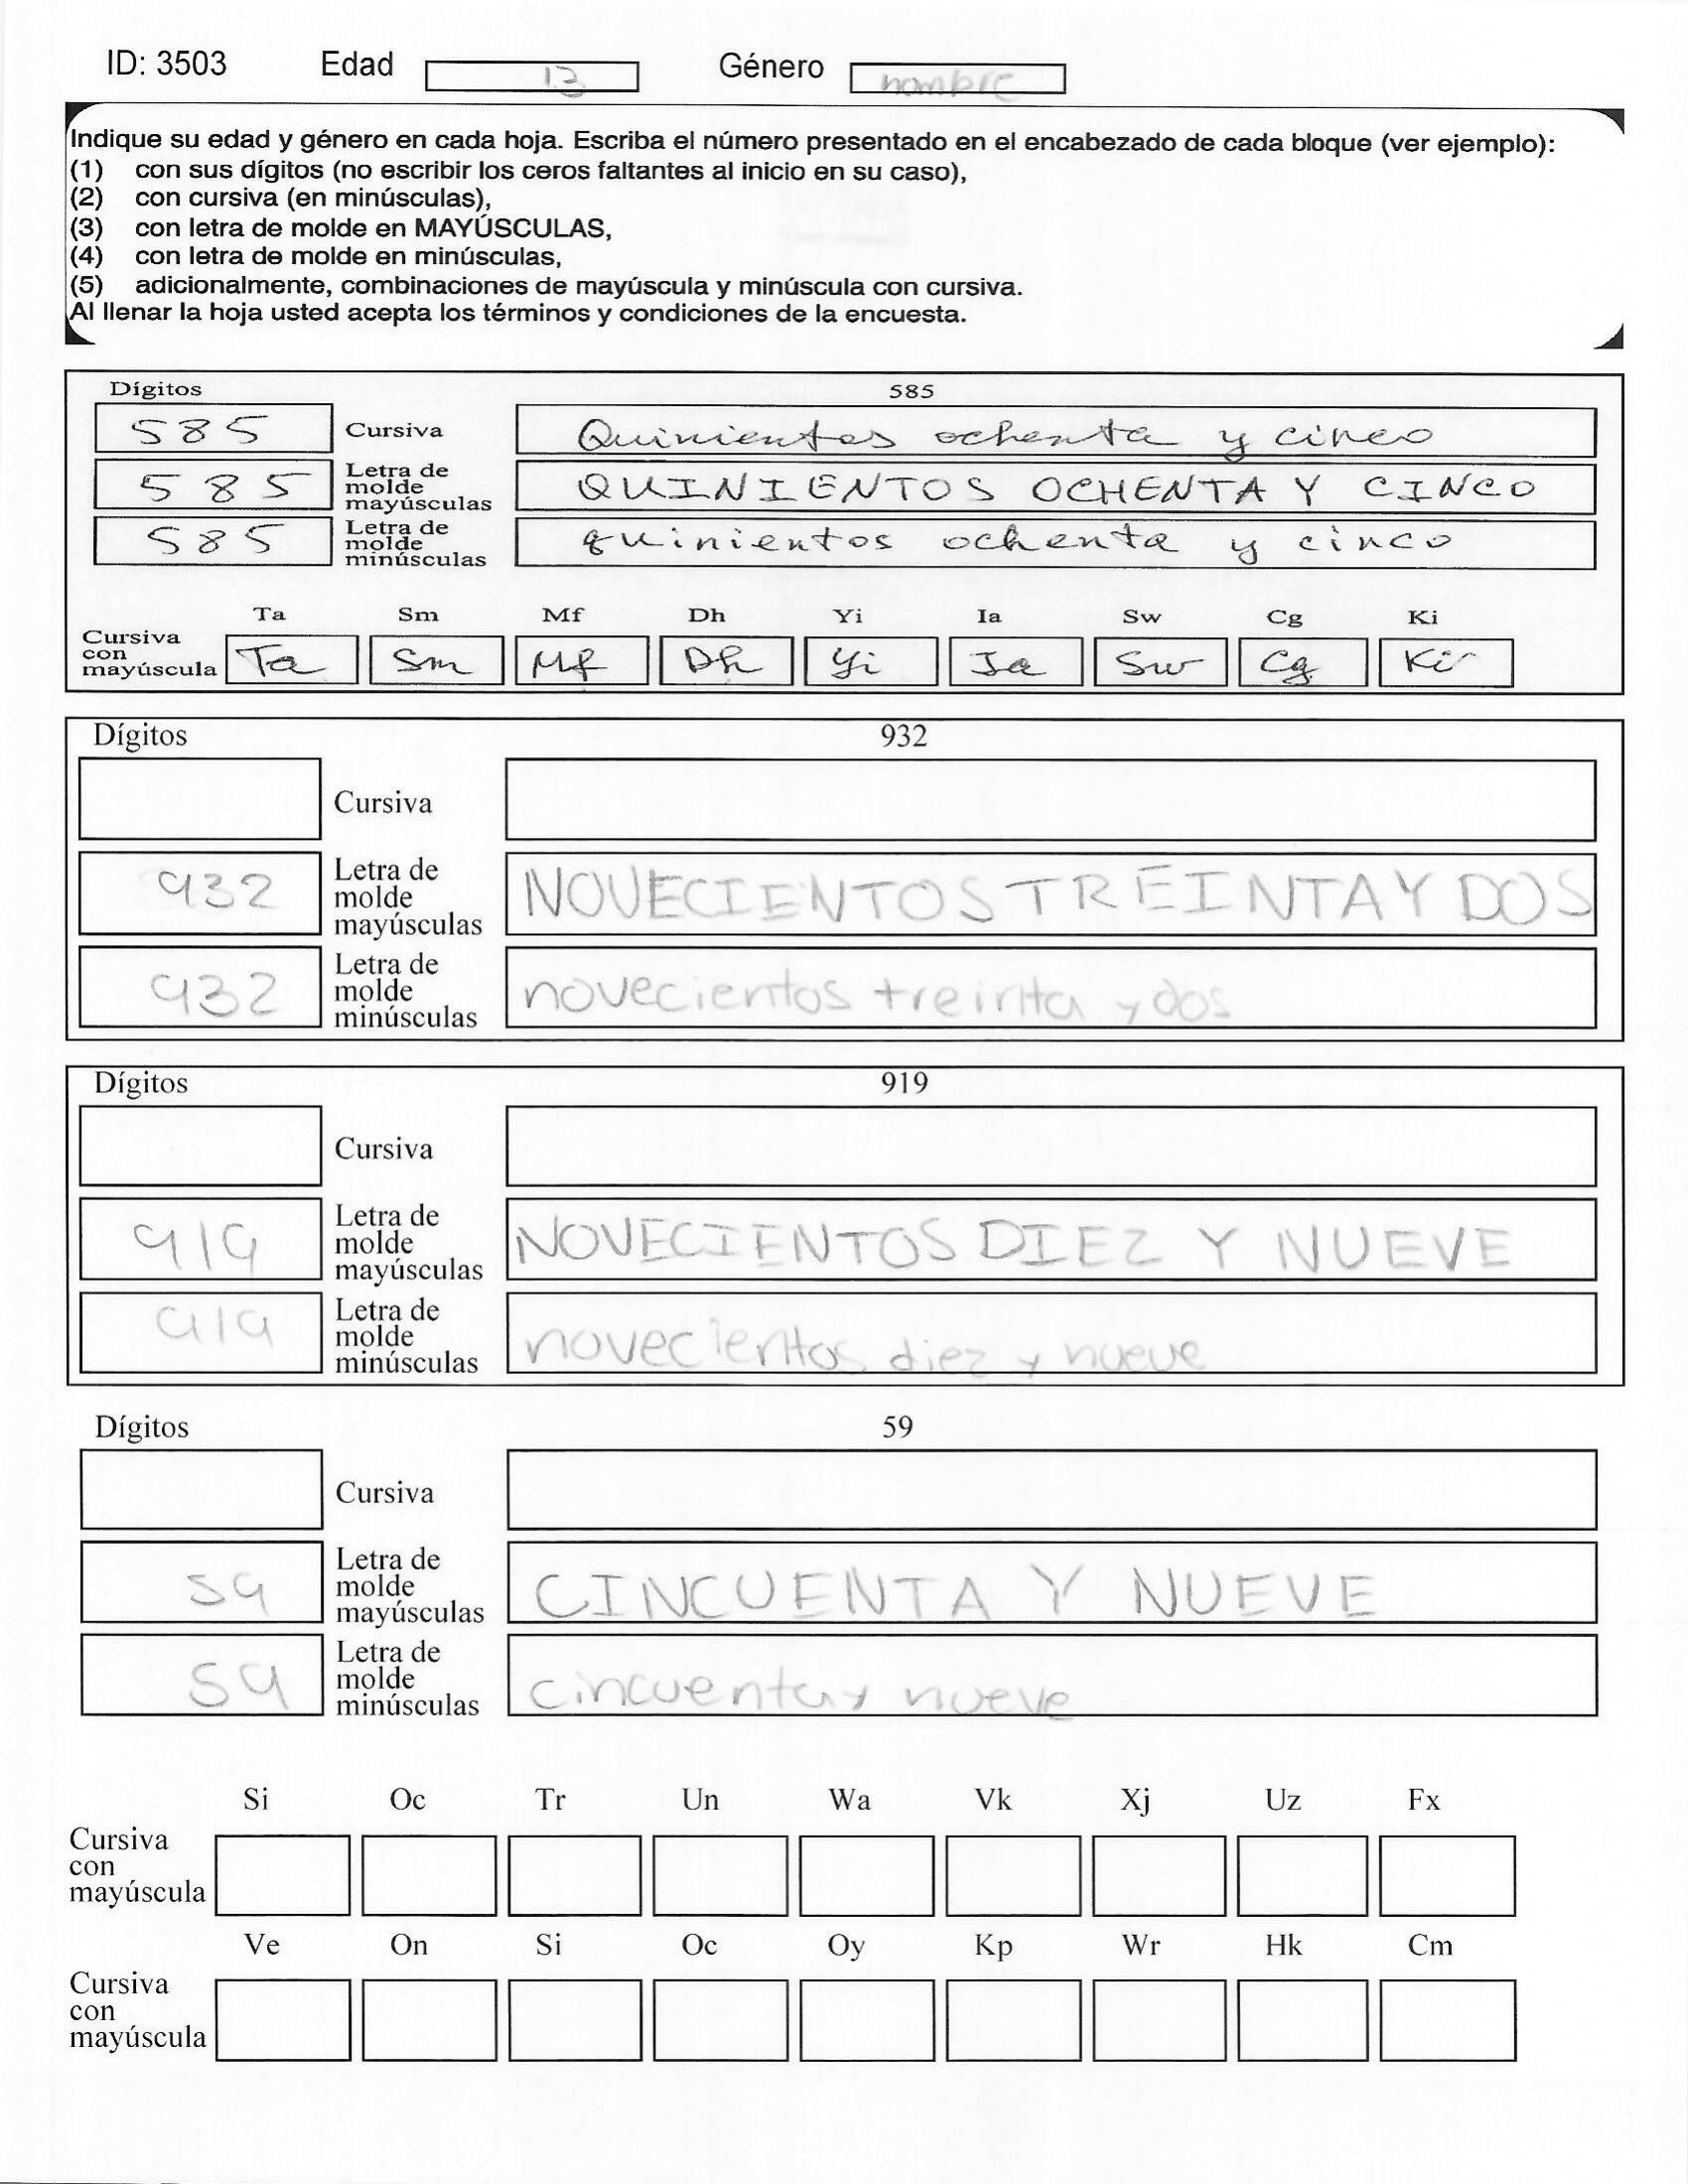 ID: 3503 Edad 13 Género hombre
Indique su edad y género en cada hoja. Escriba el número presentado en el encabezado de cada bloque (ver ejemplo):
(1) con sus dígitos (no escribir los ceros faltantes al inicio en su caso),
(2) con cursiva (en minúsculas),
(3) con letra de molde en MAYÚSCULAS,
(4) con letra de molde en minúsculas,
(5) adicionalmente, combinaciones de mayúscula y minúscula con cursiva.
Al llenar la hoja usted acepta los términos y condiciones de la encuesta.
Dígitos 585
585 Cursiva Quinientos ochenta y cinco
585 Letra de molde mayúsculas QUINIENTOS OCHENTA Y CINCO
585 Letra de molde minúsculas quinientos ochenta y cinco
Ta Sm Mf Dh Yi Ia Sw Cg Ki
Cursiva con mayúscula Ta Sm Mf Dh Yi Ia Sw Cg Ki
Dígitos 932
Cursiva
932 Letra de molde mayúsculas NOVECIENTOS TREINTA Y DOS
932 Letra de molde minúsculas novecientos treinta y dos
Dígitos 919
Cursiva
919 Letra de molde mayúsculas NOVECIENTOS DIEZ Y NUEVE
919 Letra de molde minúsculas novecientos diez y nueve
Dígitos 59
Cursiva
59 Letra de molde mayúsculas CINCUENTA Y NUEVE
59 Letra de molde minúsculas cincuenta y nueve
Si Oc Tr Un Wa Vk Xj Uz Fx
Cursiva con mayúscula
Ve On Si Oc Oy Kp Wr Hk Cm
Cursiva con mayúscula